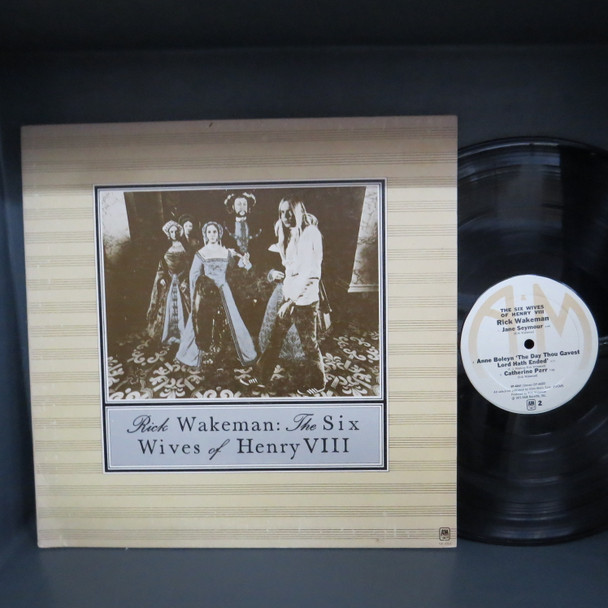 Rick Wakeman: The Six
Wives of Henry VIII
A&M
THE SIX WIVES
OF HENRY VIII
Rick Wakeman
Jane Seymour
Anne Boleyn 'The Day Thou Gavest
Lord Hath Ended'
Catherine Parr
A&M 2